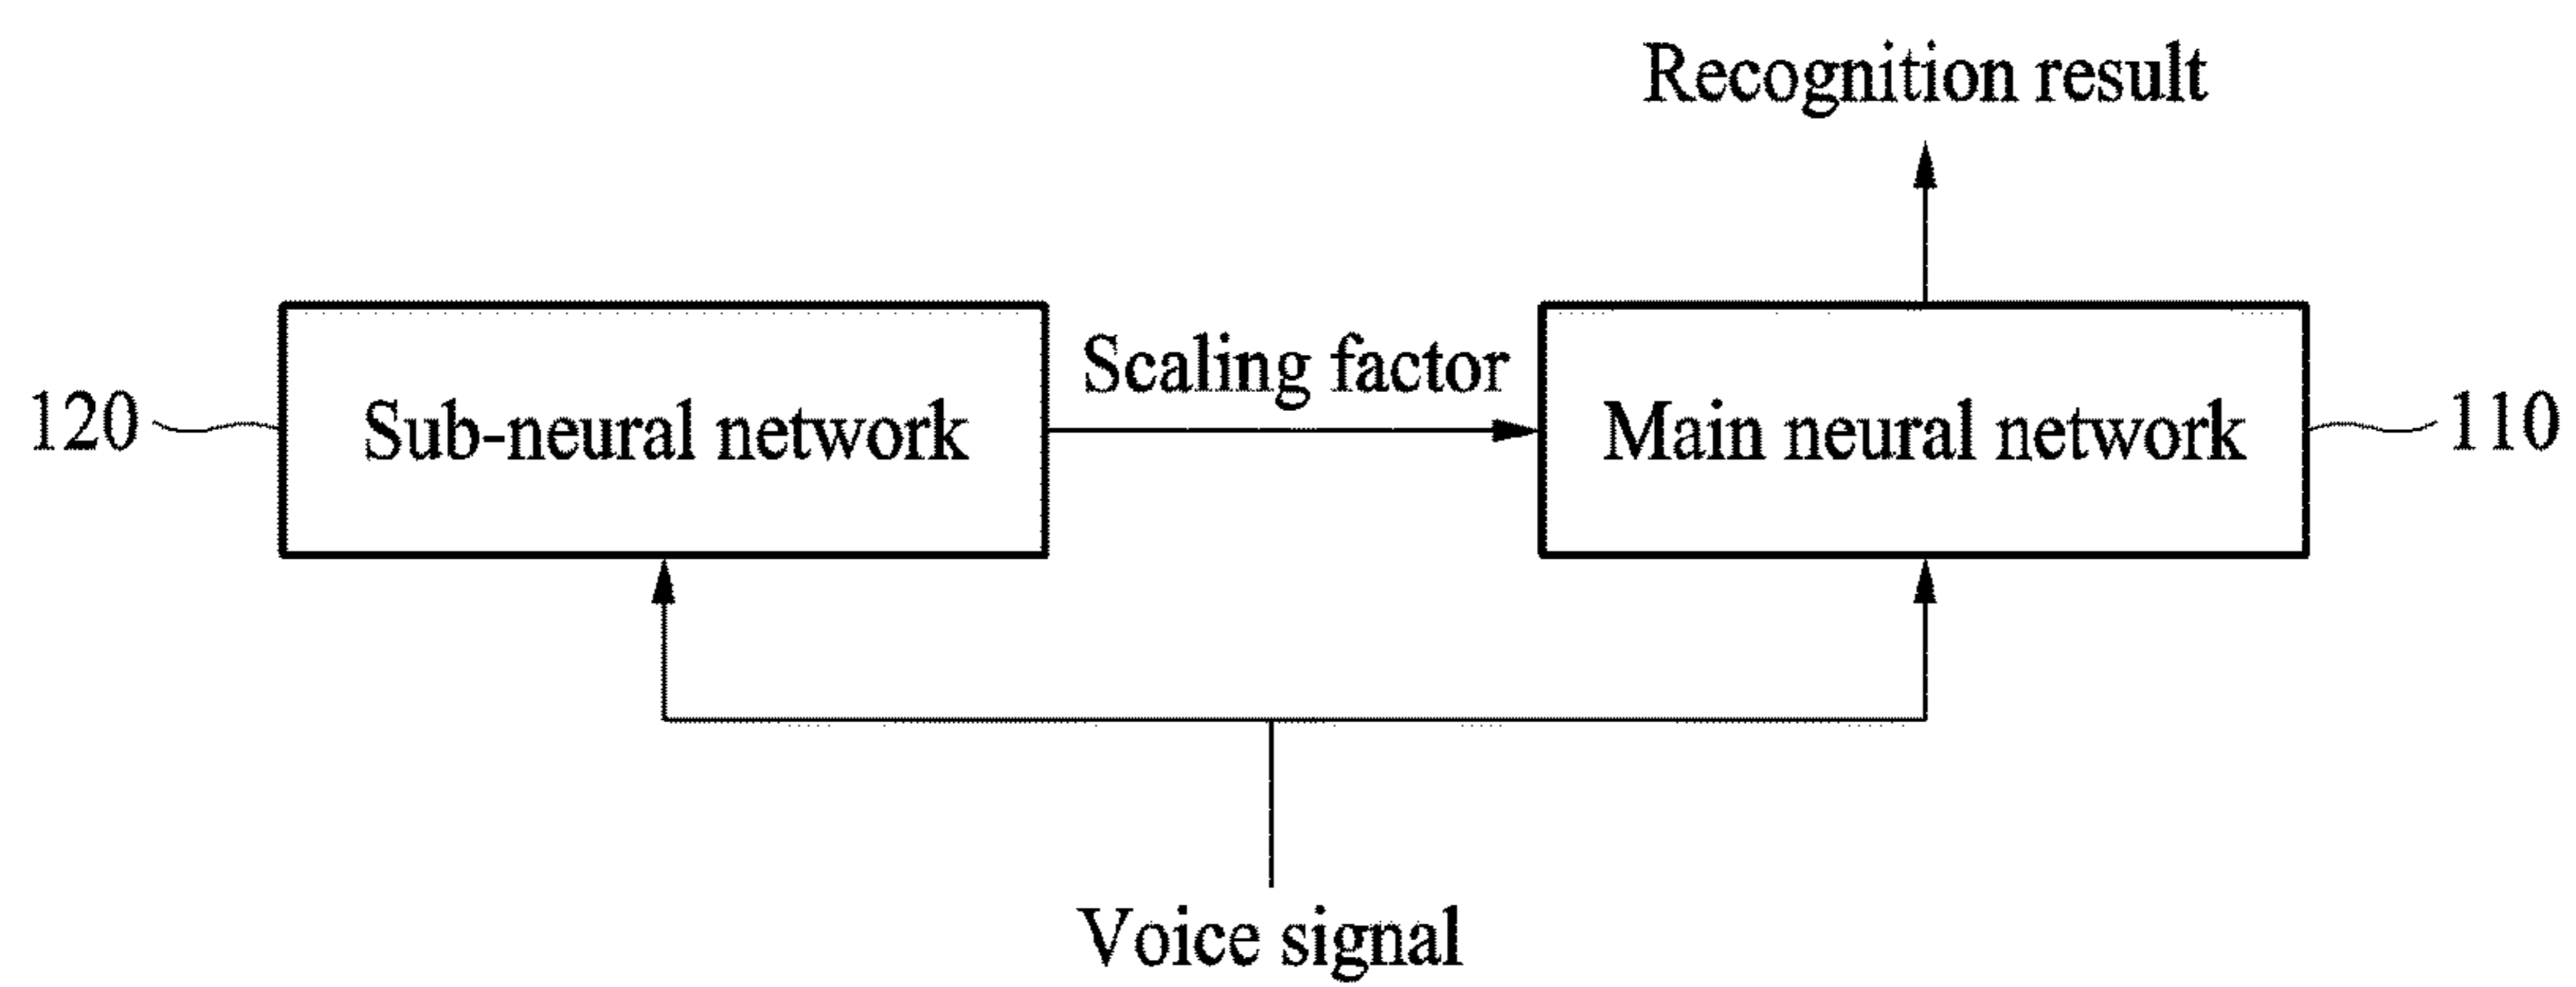 Recognition result
120
Sub-neural network
Scaling factor
Main neural network
110
Voice signal